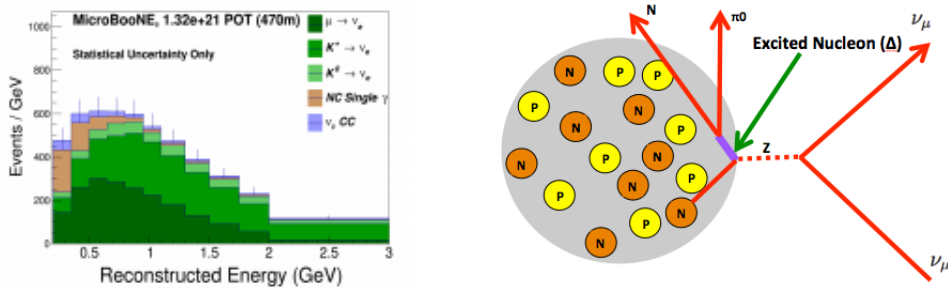 MicroBooNE, 1.32e+21 POT (470m)
Statistical Uncertainty Only
μ → νe
K+ → νe
K0 → νe
NC Single γ
νμ CC
Events / GeV
1000
800
600
400
200
0
0.5 1 1.5 2 2.5 3
Reconstructed Energy (GeV)
N
π0
νμ
Excited Nucleon (Δ)
N P P
P N N P
N P N Z
P N P
N P N
νμ